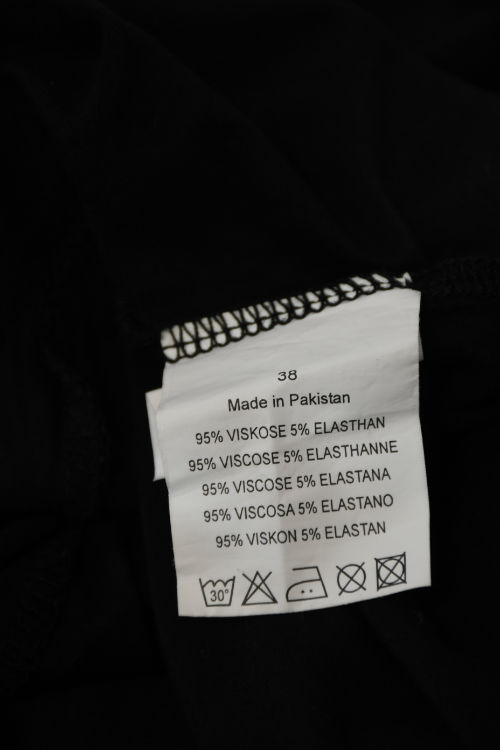 38
Made in Pakistan
95% VISKOSE 5% ELASTHAN
95% VISCOSE 5% ELASTHANNE
95% VISCOSE 5% ELASTANA
95% VISCOSA 5% ELASTANO
95% VISKON 5% ELASTAN
30°